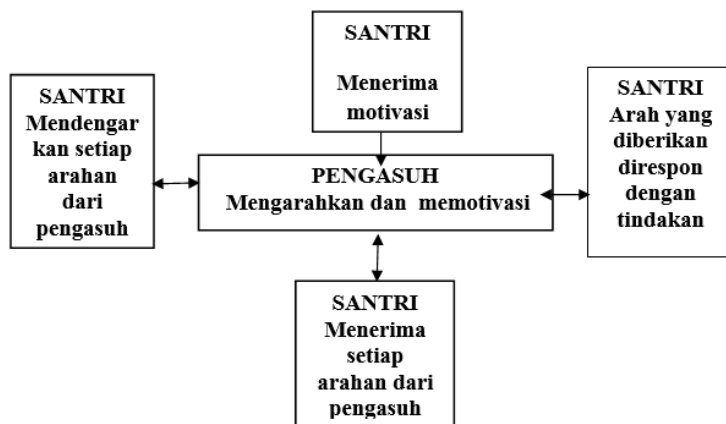 SANTRI
Menerima
motivasi
SANTRI
Mendengar
kan setiap
arahan
dari
pengasuh
PENGASUH
Mengarahkan dan memotivasi
SANTRI
Arah yang
diberikan
direspon
dengan
tindakan
SANTRI
Menerima
setiap
arahan dari
pengasuh